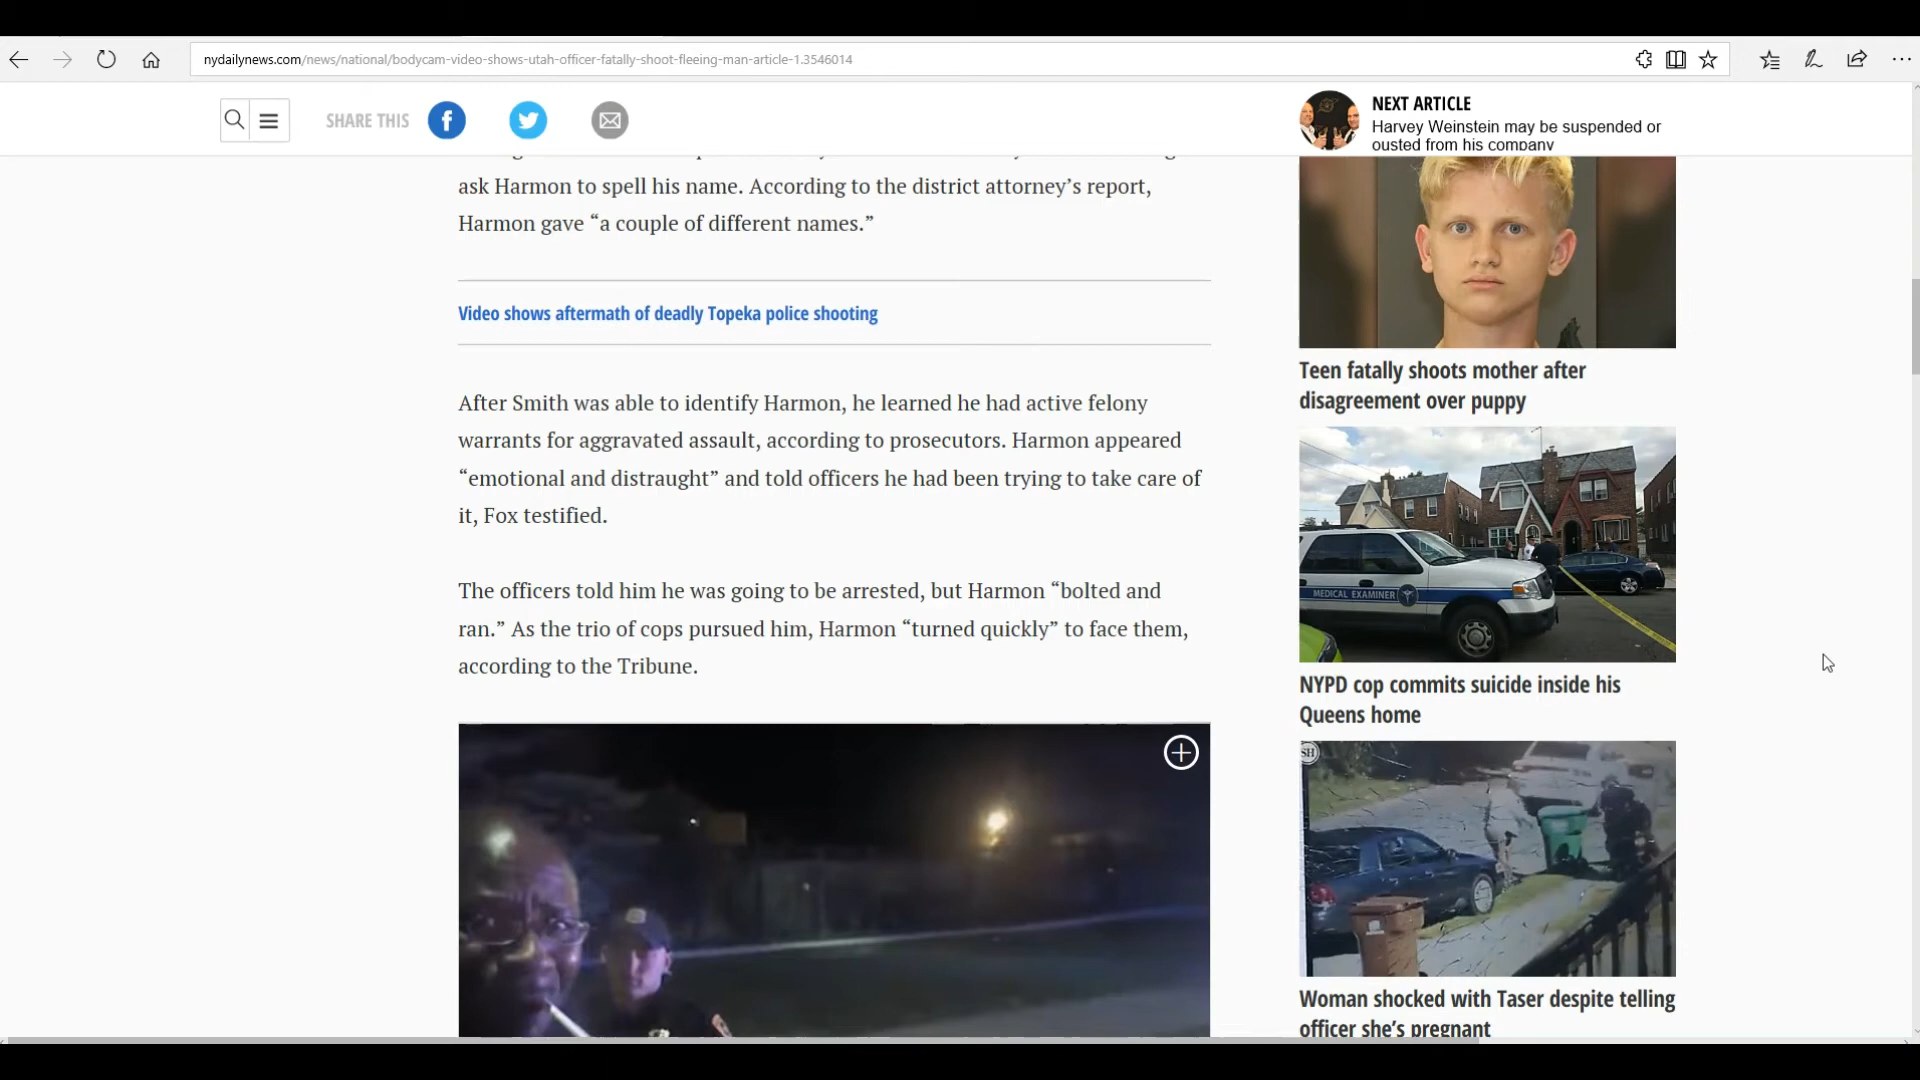 nydailynews.com/news/national/bodycam-video-shows-utah-officer-fatally-shoot-fleeing-man-article-1.3546014
SHARE THIS
NEXT ARTICLE
Harvey Weinstein may be suspended or
ousted from his company
ask Harmon to spell his name. According to the district attorney’s report,
Harmon gave “a couple of different names.”
Video shows aftermath of deadly Topeka police shooting
After Smith was able to identify Harmon, he learned he had active felony
warrants for aggravated assault, according to prosecutors. Harmon appeared
“emotional and distraught” and told officers he had been trying to take care of
it, Fox testified.
The officers told him he was going to be arrested, but Harmon “bolted and
ran.” As the trio of cops pursued him, Harmon “turned quickly” to face them,
according to the Tribune.
Teen fatally shoots mother after
disagreement over puppy
MEDICAL EXAMINER
NYPD cop commits suicide inside his
Queens home
SH
Woman shocked with Taser despite telling
officer she’s pregnant